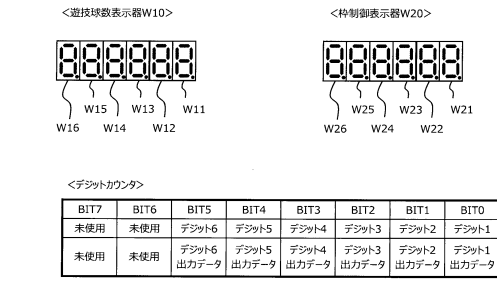 <遊技球数表示器W10>
<枠制御表示器W20>
W15 W13 W11
W16 W14 W12
W25 W23 W21
W26 W24 W22
<デジットカウンタ>
BIT7 BIT6 BIT5 BIT4 BIT3 BIT2 BIT1 BIT0
未使用 未使用 デジット6 デジット5 デジット4 デジット3 デジット2 デジット1
未使用 未使用 デジット6 デジット5 デジット4 デジット3 デジット2 デジット1
出力データ 出力データ 出力データ 出力データ 出力データ 出力データ